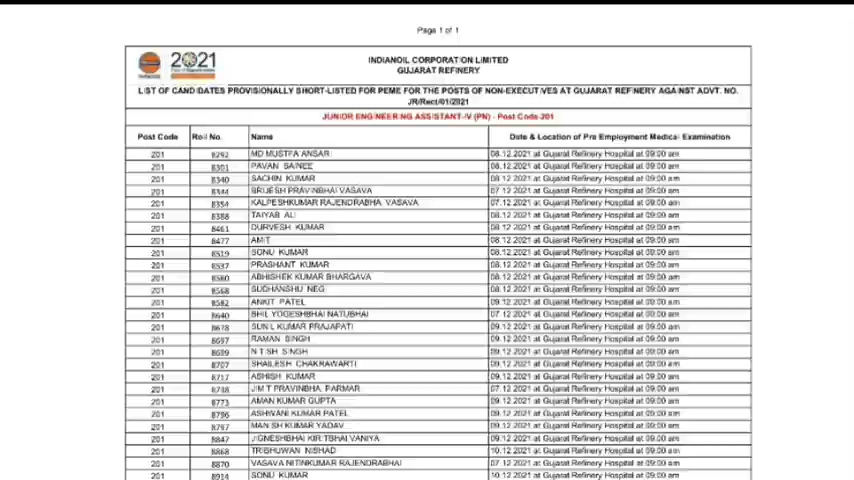 Page 1 of 1
2021
INDIANOIL CORPORATION LIMITED
GUJARAT REFINERY
LIST OF CANDIDATES PROVISIONALLY SHORT-LISTED FOR PEME FOR THE POSTS OF NON-EXECUTIVES AT GUJARAT REFINERY AGAINST ADVT. NO.
JR/Rect/01/2021
JUNIOR ENGINEERING ASSISTANT-IV (PN) - Post Code-201
Post Code Roll No. Name Date & Location of Pre Employment Medical Examination
201 8292 MD MUSTFA ANSARI 08.12.2021 at Gujarat Refinery Hospital at 09:00 am
201 8301 PAVAN SAINEE 08.12.2021 at Gujarat Refinery Hospital at 09:00 am
201 8340 SACHIN KUMAR 08.12.2021 at Gujarat Refinery Hospital at 09:00 am
201 8344 BRIJESH PRAVINBHAI VASAVA 07.12.2021 at Gujarat Refinery Hospital at 09:00 am
201 8354 KALPESHKUMAR RAJENDRABHAI VASAVA 07.12.2021 at Gujarat Refinery Hospital at 09:00 am
201 8388 TAIYAB ALI 08.12.2021 at Gujarat Refinery Hospital at 09:00 am
201 8461 DURVESH KUMAR 08.12.2021 at Gujarat Refinery Hospital at 09:00 am
201 8477 AMIT 08.12.2021 at Gujarat Refinery Hospital at 09:00 am
201 8519 SONU KUMAR 08.12.2021 at Gujarat Refinery Hospital at 09:00 am
201 8537 PRASHANT KUMAR 08.12.2021 at Gujarat Refinery Hospital at 09:00 am
201 8560 ABHISHEK KUMAR BHARGAVA 08.12.2021 at Gujarat Refinery Hospital at 09:00 am
201 8568 SUDHANSHU NEGI 08.12.2021 at Gujarat Refinery Hospital at 09:00 am
201 8582 ANKIT PATEL 09.12.2021 at Gujarat Refinery Hospital at 09:00 am
201 8640 BHIL YOGESHBHAI NATUBHAI 07.12.2021 at Gujarat Refinery Hospital at 09:00 am
201 8678 SUNIL KUMAR PRAJAPATI 09.12.2021 at Gujarat Refinery Hospital at 09:00 am
201 8697 RAMAN SINGH 09.12.2021 at Gujarat Refinery Hospital at 09:00 am
201 8699 NITISH SINGH 09.12.2021 at Gujarat Refinery Hospital at 09:00 am
201 8707 SHAILESH CHAKRAWARTI 09.12.2021 at Gujarat Refinery Hospital at 09:00 am
201 8717 ASHISH KUMAR 09.12.2021 at Gujarat Refinery Hospital at 09:00 am
201 JIMIT PRAVINBHAI PARMAR 07.12.2021 at Gujarat Refinery Hospital at 09:00 am
201 8773 AMAN KUMAR GUPTA 09.12.2021 at Gujarat Refinery Hospital at 09:00 am
201 8796 ASHWANI KUMAR PATEL 09.12.2021 at Gujarat Refinery Hospital at 09:00 am
201 8797 MANISH KUMAR YADAV 09.12.2021 at Gujarat Refinery Hospital at 09:00 am
201 8847 JIGNESHBHAI KIRITBHAI VANIYA 09.12.2021 at Gujarat Refinery Hospital at 09:00 am
201 8868 TRIBHUWAN NISHAD 10.12.2021 at Gujarat Refinery Hospital at 09:00 am
201 8870 VASAVA NITINKUMAR RAJENDRABHAI 07.12.2021 at Gujarat Refinery Hospital at 09:00 am
201 8914 SONU KUMAR 10.12.2021 at Gujarat Refinery Hospital at 09:00 am